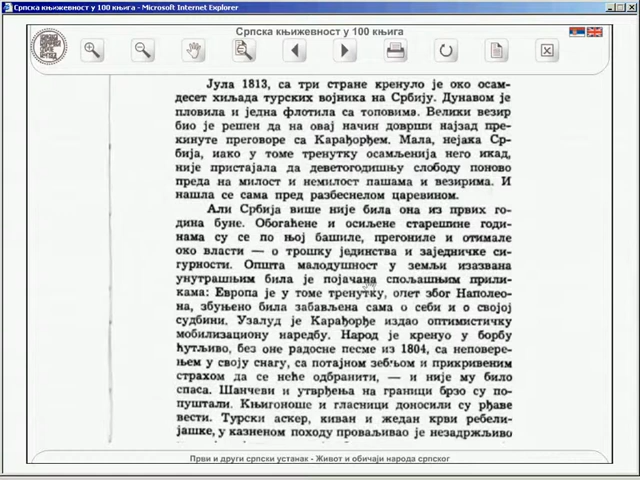 Српска књижевност у 100 књига - Microsoft Internet Explorer
Српска књижевност у 100 књига
Јула 1813, са три стране кренуло је око осам-
десет хиљада турских војника на Србију. Дунавом је
пловила и једна флотила са топовима. Велики везир
био је решен да на овај начин доврши најзад пре-
кинуте преговоре са Карађорђем. Мала, нејака Ср-
бија, иако у томе тренутку осамљенија него икад,
није пристајала да деветогодишњу слободу поново
преда на милост и немилост пашама и везирима. И
нашла се сама пред разбеснелом царевином.
Али Србија више није била она из првих го-
дина буне. Обогаћене и осиљене старешине годи-
нама су се по њој башиле, прегониле и отимале
око власти — о трошку јединства и заједничке си-
гурности. Општа малодушност у земљи изазвана
унутрашњим била је појачана спољашњим прили-
кама: Европа је у томе тренутку, опет због Наполео-
на, збуњено била забављена сама о себи и о својој
судбини. Узалуд је Карађорђе издао оптимистичку
мобилизациону наредбу. Народ је кренуо у борбу
ћутљиво, без оне радосне песме из 1804, са неповере-
њем у своју снагу, са потајном зебњом и прикривеним
страхом да се неће одбранити, — и није му било
спаса. Шанчеви и утврђења на граници брзо су по-
пуштали. Књигоноше и гласници доносили су рђаве
вести. Турски аскер, киван и жедан крви ребели-
јашке, у казненом походу проваљивао је незадржљиво
Први и други српски устанак - Живот и обичаји народа српског